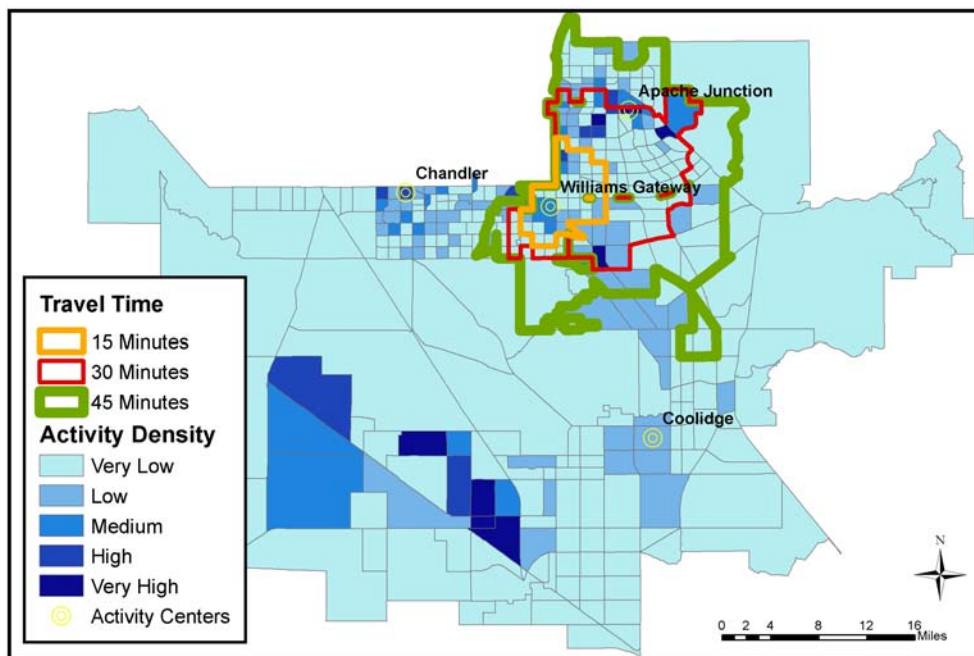 Apache Junction
Chandler
Williams Gateway
Coolidge
Travel Time
15 Minutes
30 Minutes
45 Minutes
Activity Density
Very Low
Low
Medium
High
Very High
Activity Centers
N
0 2 4 8 12 16
Miles